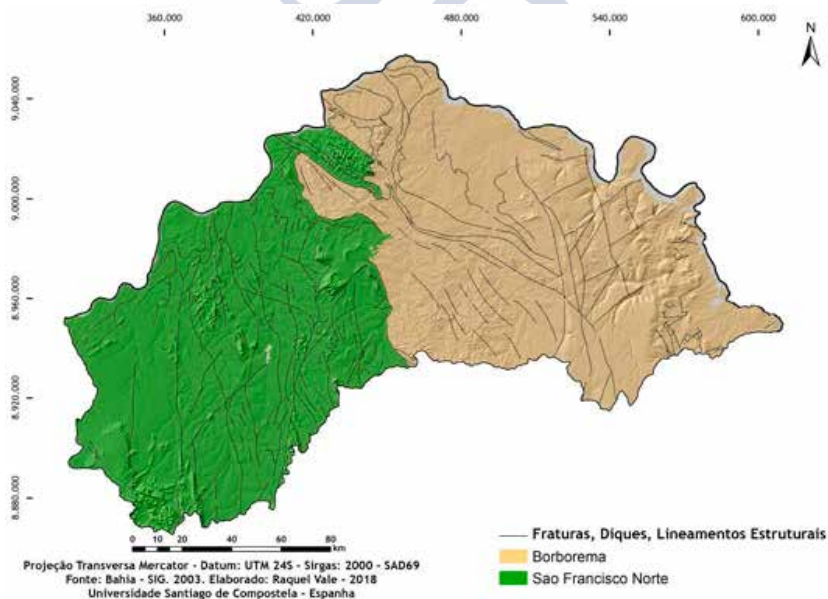 360.000 420.000 480.000 540.000 600.000
N
9.040.000
9.000.000
8.960.000
8.920.000
8.880.000
0 10 20 40 60 80
km
Fraturas, Diques, Lineamentos Estruturais
Borborema
Sao Francisco Norte
Projeção Transversa Mercator - Datum: UTM 24S - Sirgas: 2000 - SAD69
Fonte: Bahia - SIG. 2003. Elaborado: Raquel Vale - 2018
Universidade Santiago de Compostela - Espanha